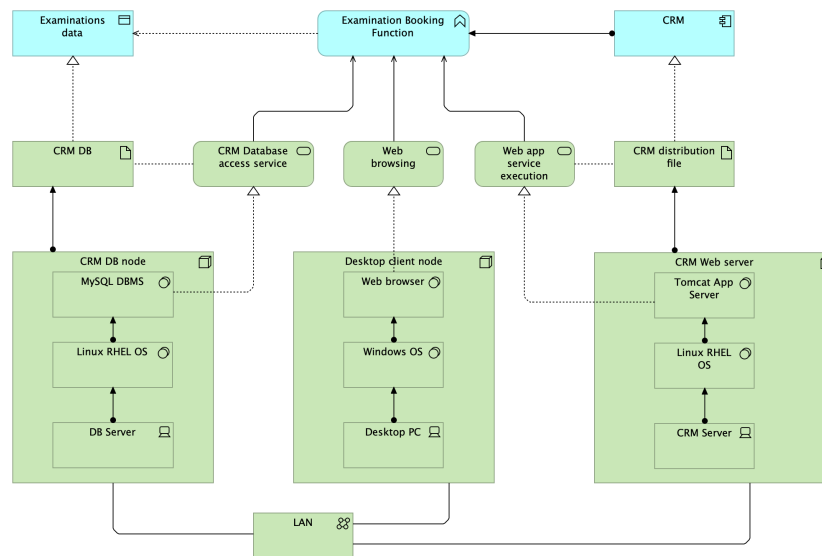 Examinations
data
Examination Booking
Function
CRM
CRM DB
CRM Database
access service
Web
browsing
Web app
service
execution
CRM distribution
file
CRM DB node
MySQL DBMS
Linux RHEL OS
DB Server
Desktop client node
Web browser
Windows OS
Desktop PC
CRM Web server
Tomcat App
Server
Linux RHEL
OS
CRM Server
LAN